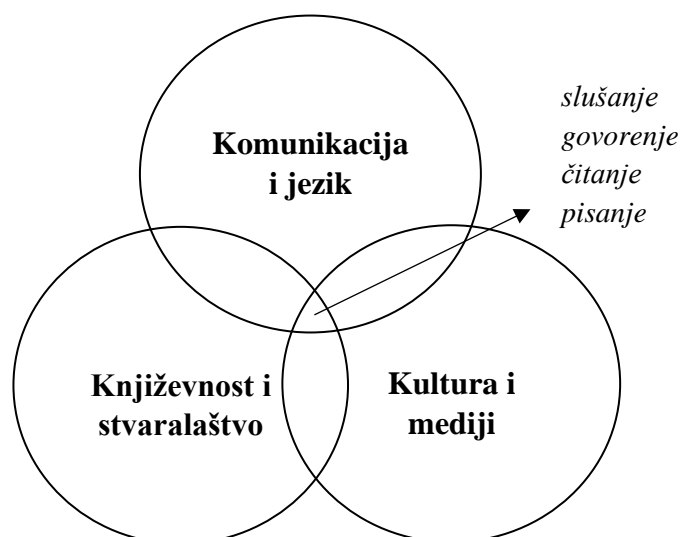 slušanje
govorenje
čitanje
pisanje
Komunikacija
i jezik
Književnost i
stvaralaštvo
Kultura i
mediji